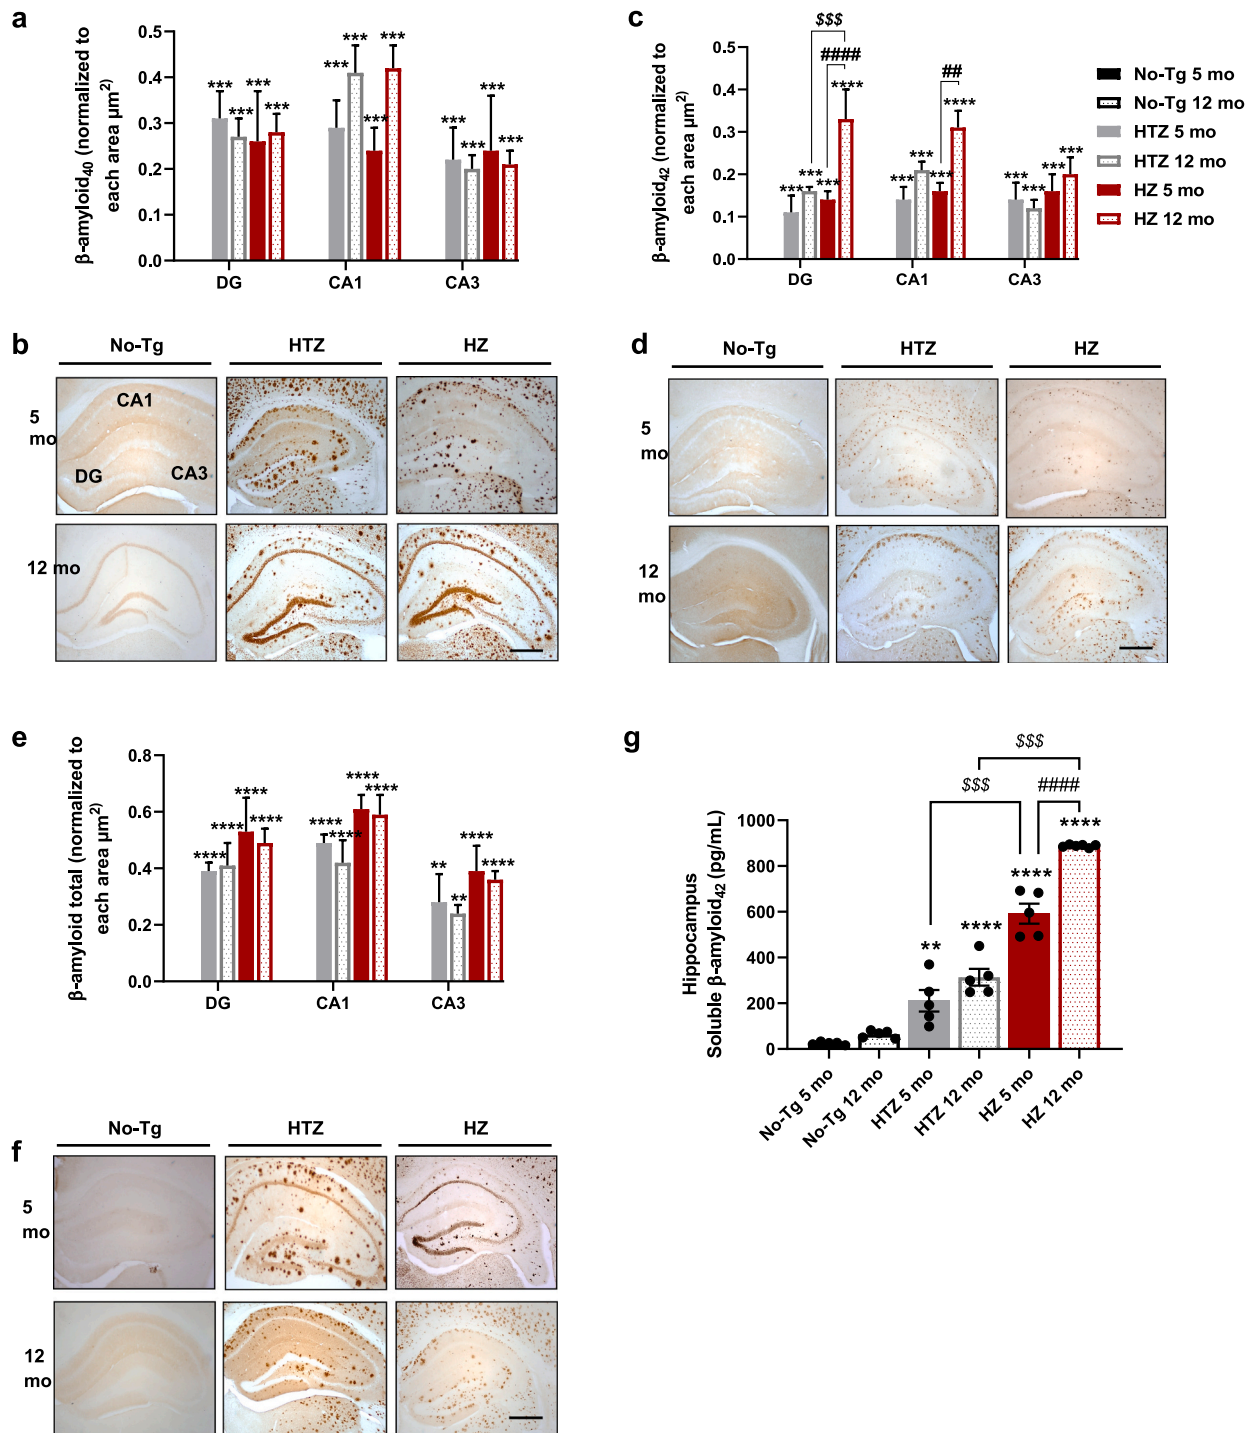 a
β-amyloid40 (normalized to
each area µm2)
0.5
0.4
0.3
0.2
0.1
0.0
*** *** *** ***
*** *** *** ***
*** *** *** ***
DG CA1 CA3
c
β-amyloid42 (normalized to
each area µm2)
0.5
0.4
0.3
0.2
0.1
0.0
$$$
####
##
*** *** *** ****
*** *** *** ****
*** *** *** ***
DG CA1 CA3
No-Tg 5 mo
No-Tg 12 mo
HTZ 5 mo
HTZ 12 mo
HZ 5 mo
HZ 12 mo
b
No-Tg HTZ HZ
5
mo
CA1
DG
CA3
12 mo
d
No-Tg HTZ HZ
5
mo
12
mo
e
β-amyloid total (normalized to
each area µm2)
0.8
0.6
0.4
0.2
0.0
**** **** **** ****
**** **** **** ****
** ** **** ****
DG CA1 CA3
g
Hippocampus
Soluble β-amyloid42 (pg/mL)
1000
800
600
400
200
0
$$$
$$$
####
** **** **** ****
No-Tg 5 mo
No-Tg 12 mo
HTZ 5 mo
HTZ 12 mo
HZ 5 mo
HZ 12 mo
f
No-Tg HTZ HZ
5
mo
12
mo